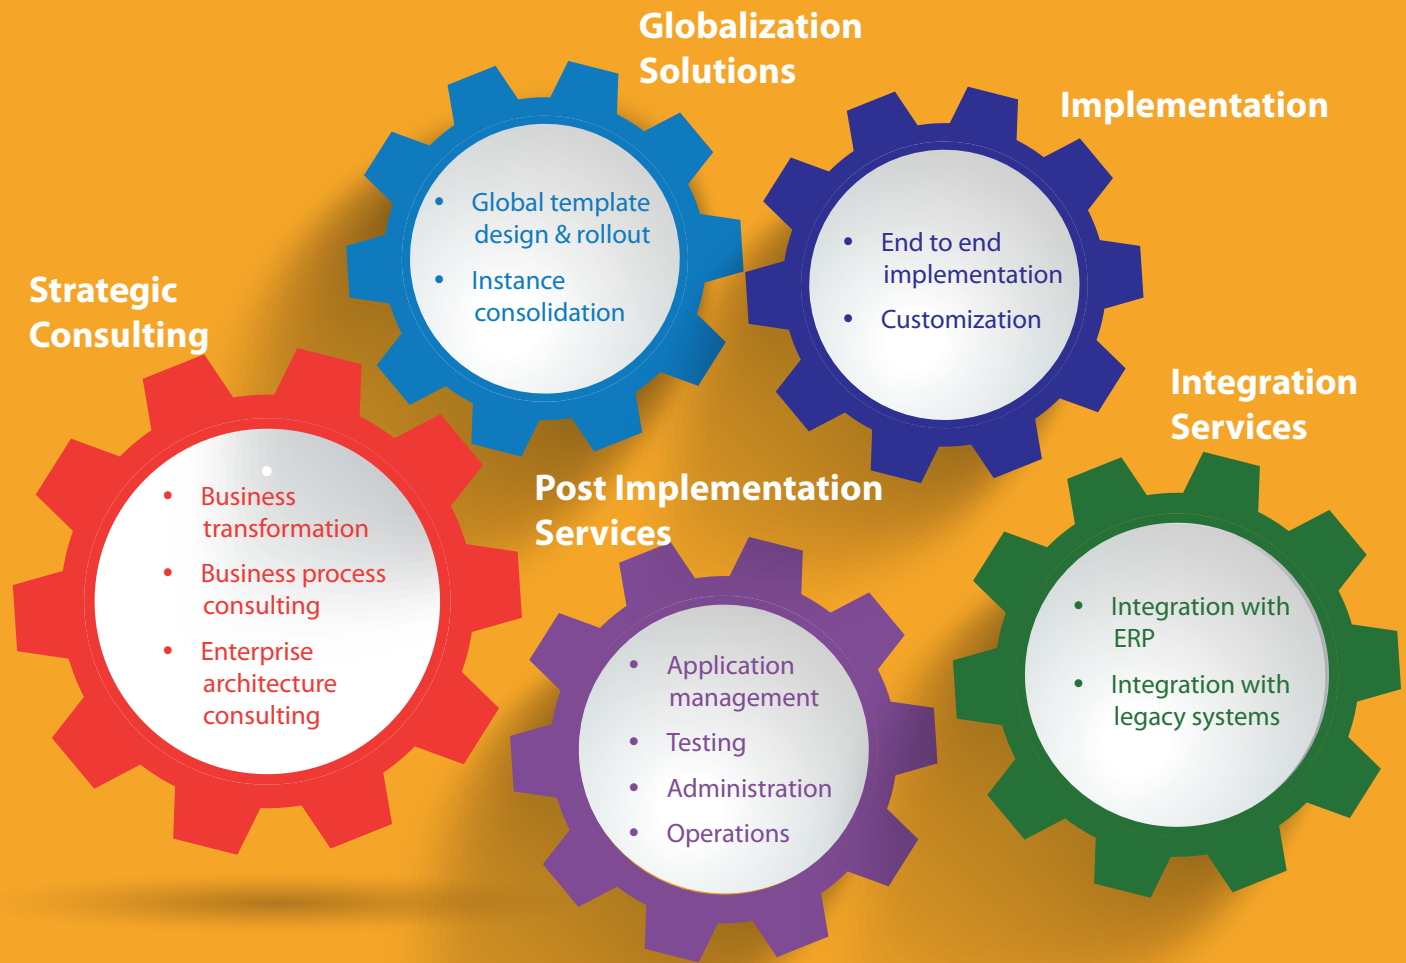 Globalization
Solutions
• Global template
design & rollout
• Instance
consolidation
Implementation
• End to end
implementation
• Customization
Strategic
Consulting
• Business
transformation
• Business process
consulting
• Enterprise
architecture
consulting
Post Implementation
Services
• Application
management
• Testing
• Administration
• Operations
Integration
Services
• Integration with
ERP
• Integration with
legacy systems